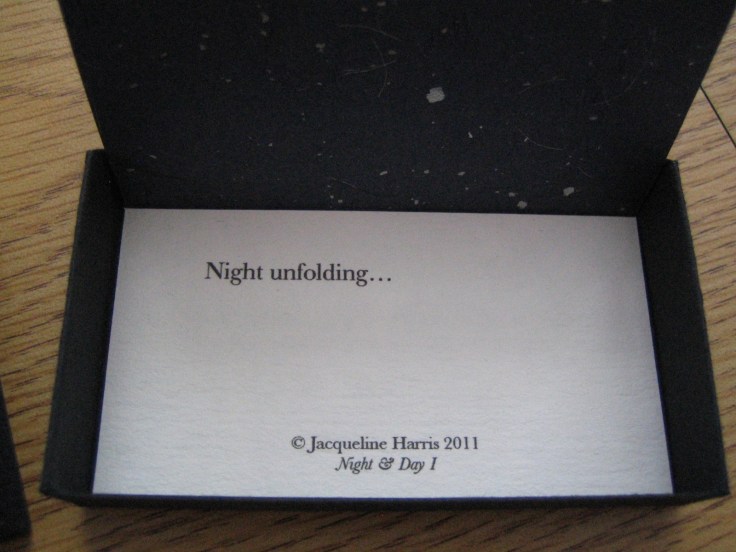 Night unfolding…
© Jacqueline Harris 2011
Night & Day I